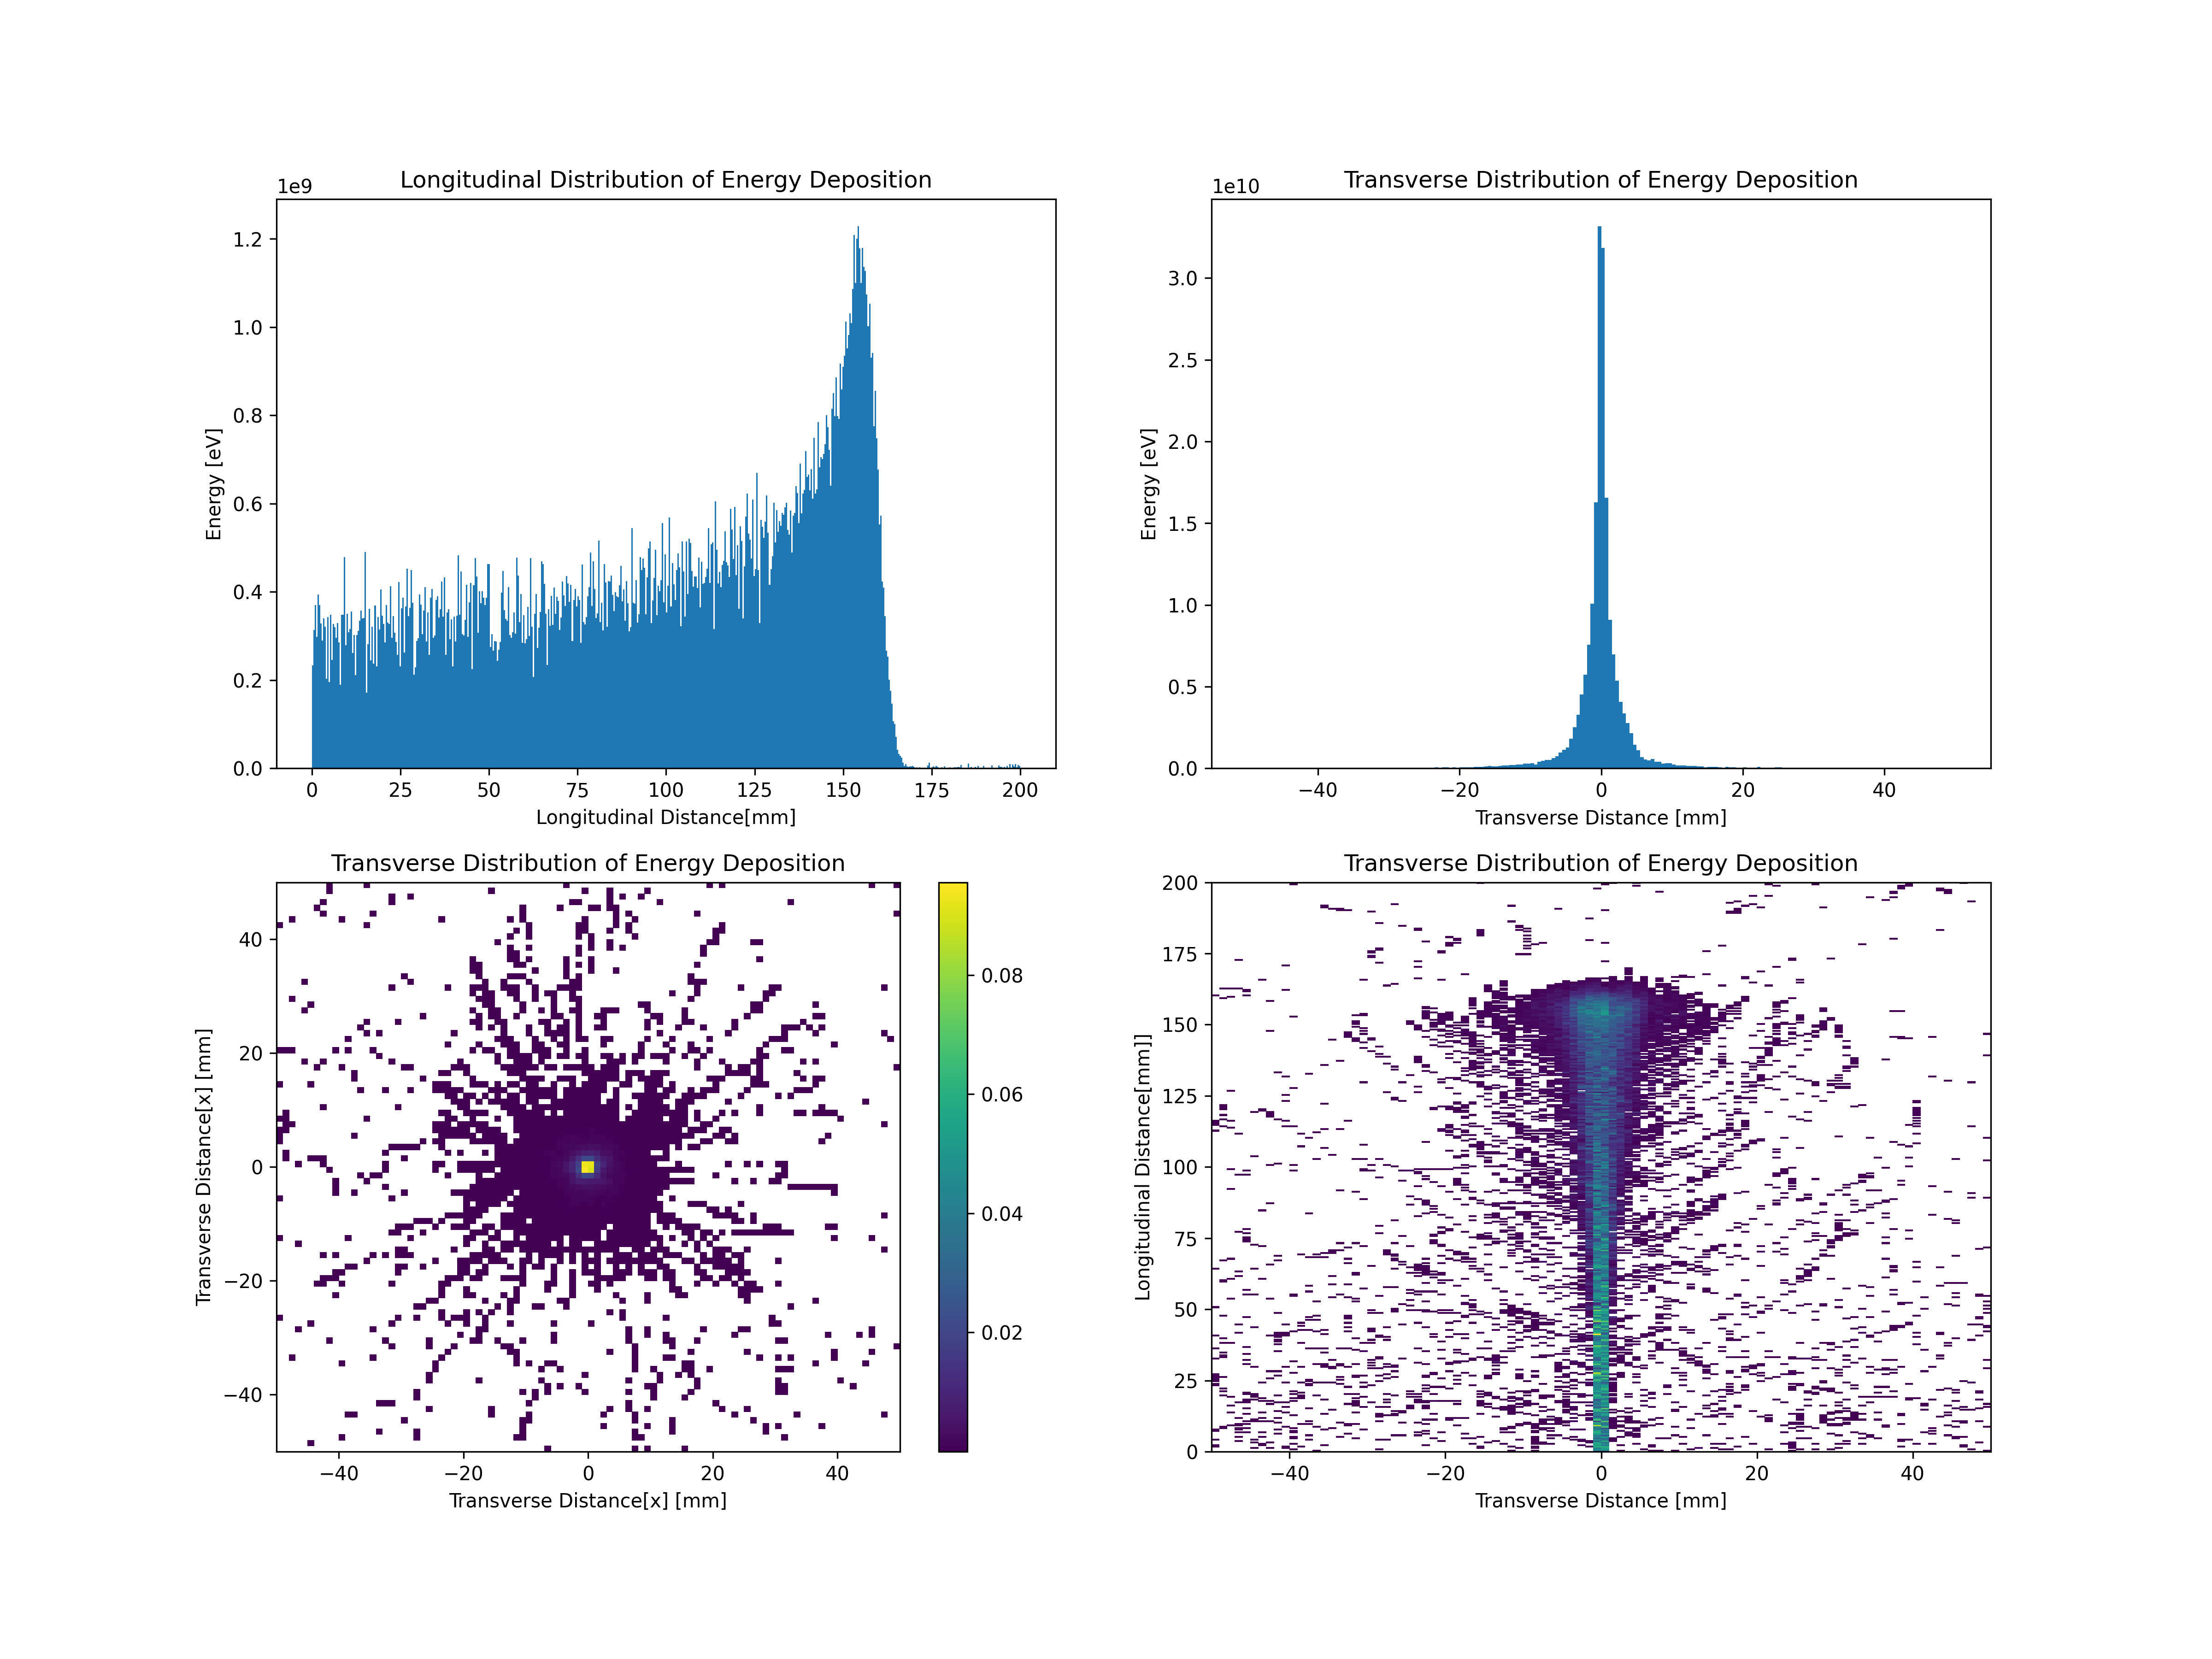 Longitudinal Distribution of Energy Deposition
1e9
1.2
1.0
0.8
0.6
0.4
0.2
0.0
Energy [eV]
0 25 50 75 100 125 150 175 200
Longitudinal Distance[mm]
Transverse Distribution of Energy Deposition
1e10
3.0
2.5
2.0
1.5
1.0
0.5
0.0
Energy [eV]
−40 −20 0 20 40
Transverse Distance [mm]
Transverse Distribution of Energy Deposition
40
20
0
−20
−40
Transverse Distance[x] [mm]
−40 −20 0 20 40
Transverse Distance[x] [mm]
0.08
0.06
0.04
0.02
Transverse Distribution of Energy Deposition
200
175
150
125
100
75
50
25
0
Longitudinal Distance[mm]]
−40 −20 0 20 40
Transverse Distance [mm]